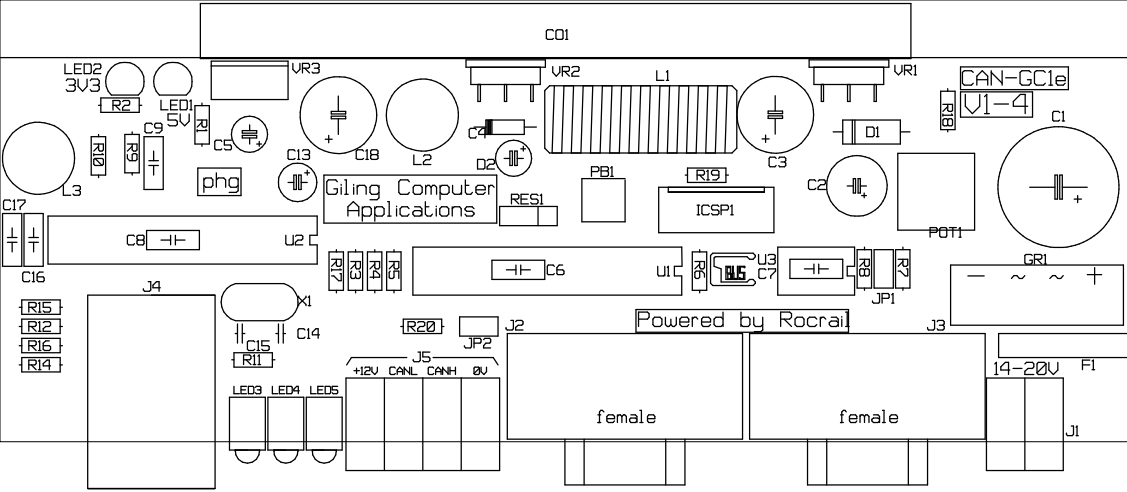 CO1
LED2
3V3
LED1
5V
VR3
VR2
VR1
L1
CAN-GC1e
V1-4
R2
R1
C9
R10
R9
C5
C18
L2
C4
D2
C3
D1
R18
C1
L3
phg
C13
Giling Computer
Applications
RES1
PB1
R19
ICSP1
C2
POT1
C17
C16
C8
U2
R17
R3
R4
R5
C6
U1
R6
BUS
U3
C7
R8
R7
JP1
GR1
— ~ ~ +
R15
R12
R16
R14
J4
X1
C15
C14
R11
R20
JP2
J2
Powered by Rocrail
J3
F1
J5
+12V CANL CANH 0V
14-20V
LED3 LED4 LED5
female
female
J1